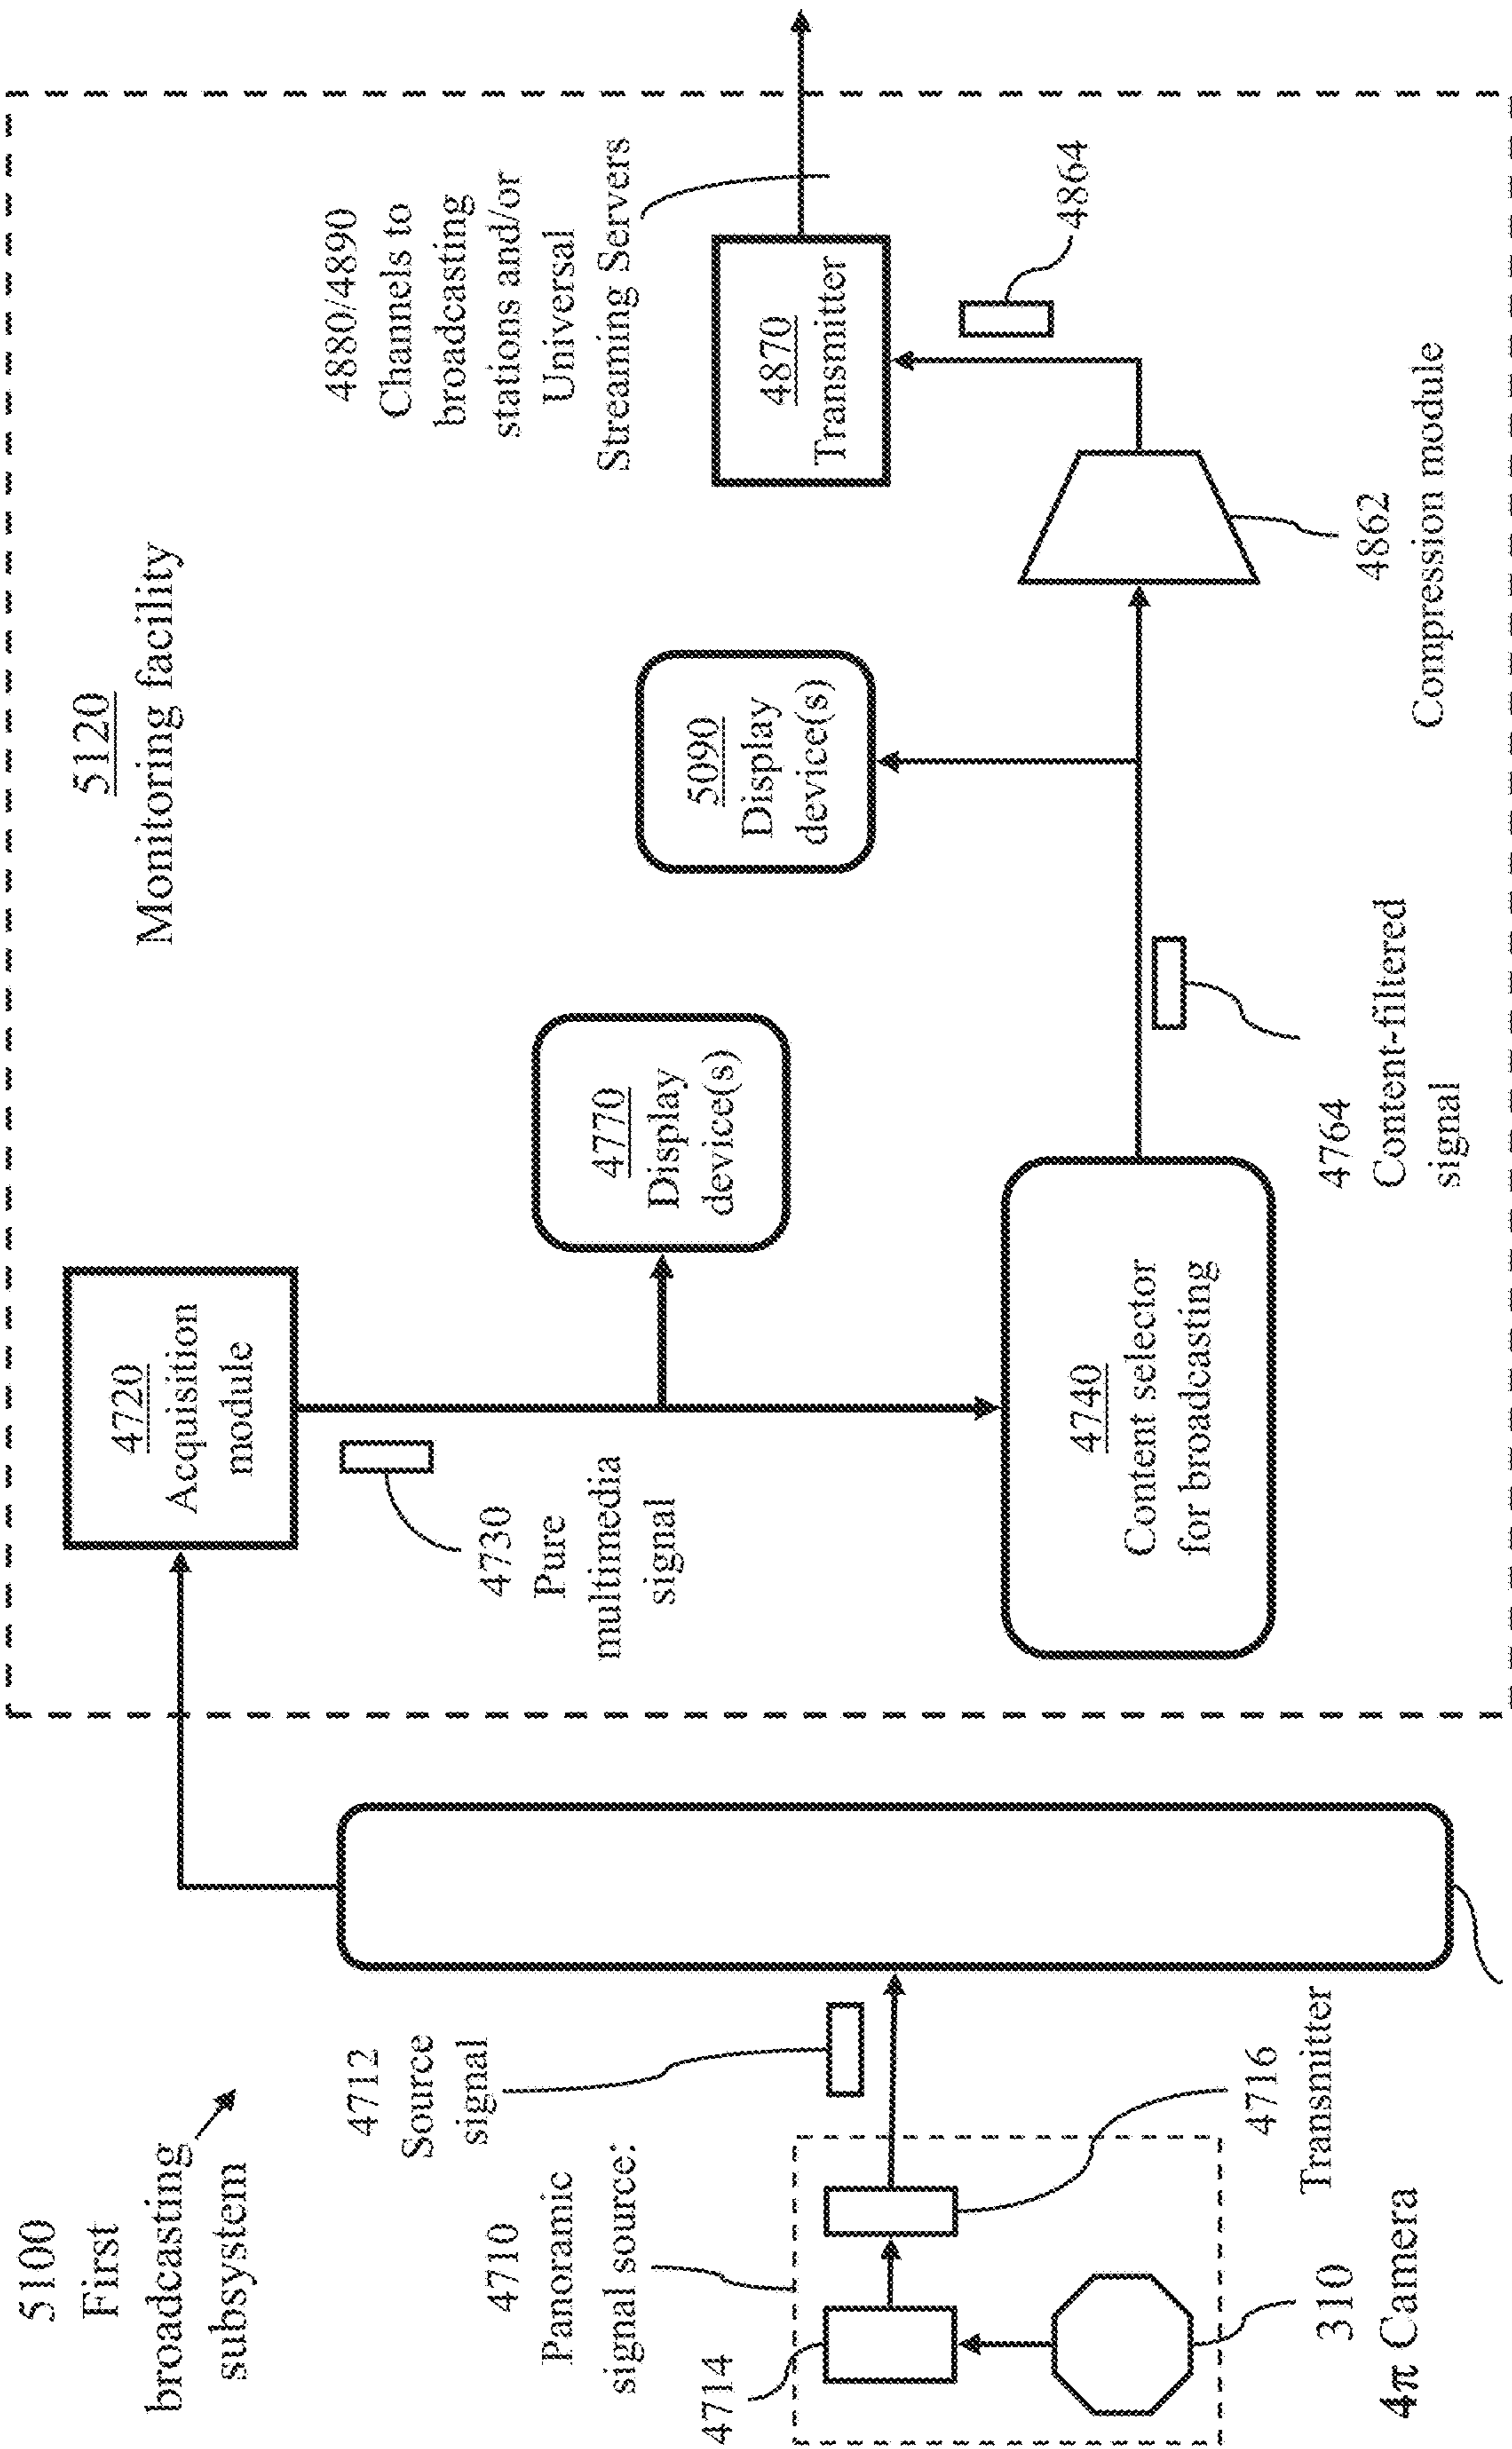 5100
First
broadcasting
subsystem
5120
Monitoring facility
4720
Acquisition
module
4730
Pure
multimedia
signal
4770
Display
device(s)
4740
Content selector
for broadcasting
4764
Content-filtered
signal
5090
Display
device(s)
4862
Compression module
4864
4870
Transmitter
4880/4890
Channels to
broadcasting
stations and/or
Universal
Streaming Servers
4712
Source
signal
4710
Panoramic
signal source:
4714
4716
Transmitter
310
4π Camera